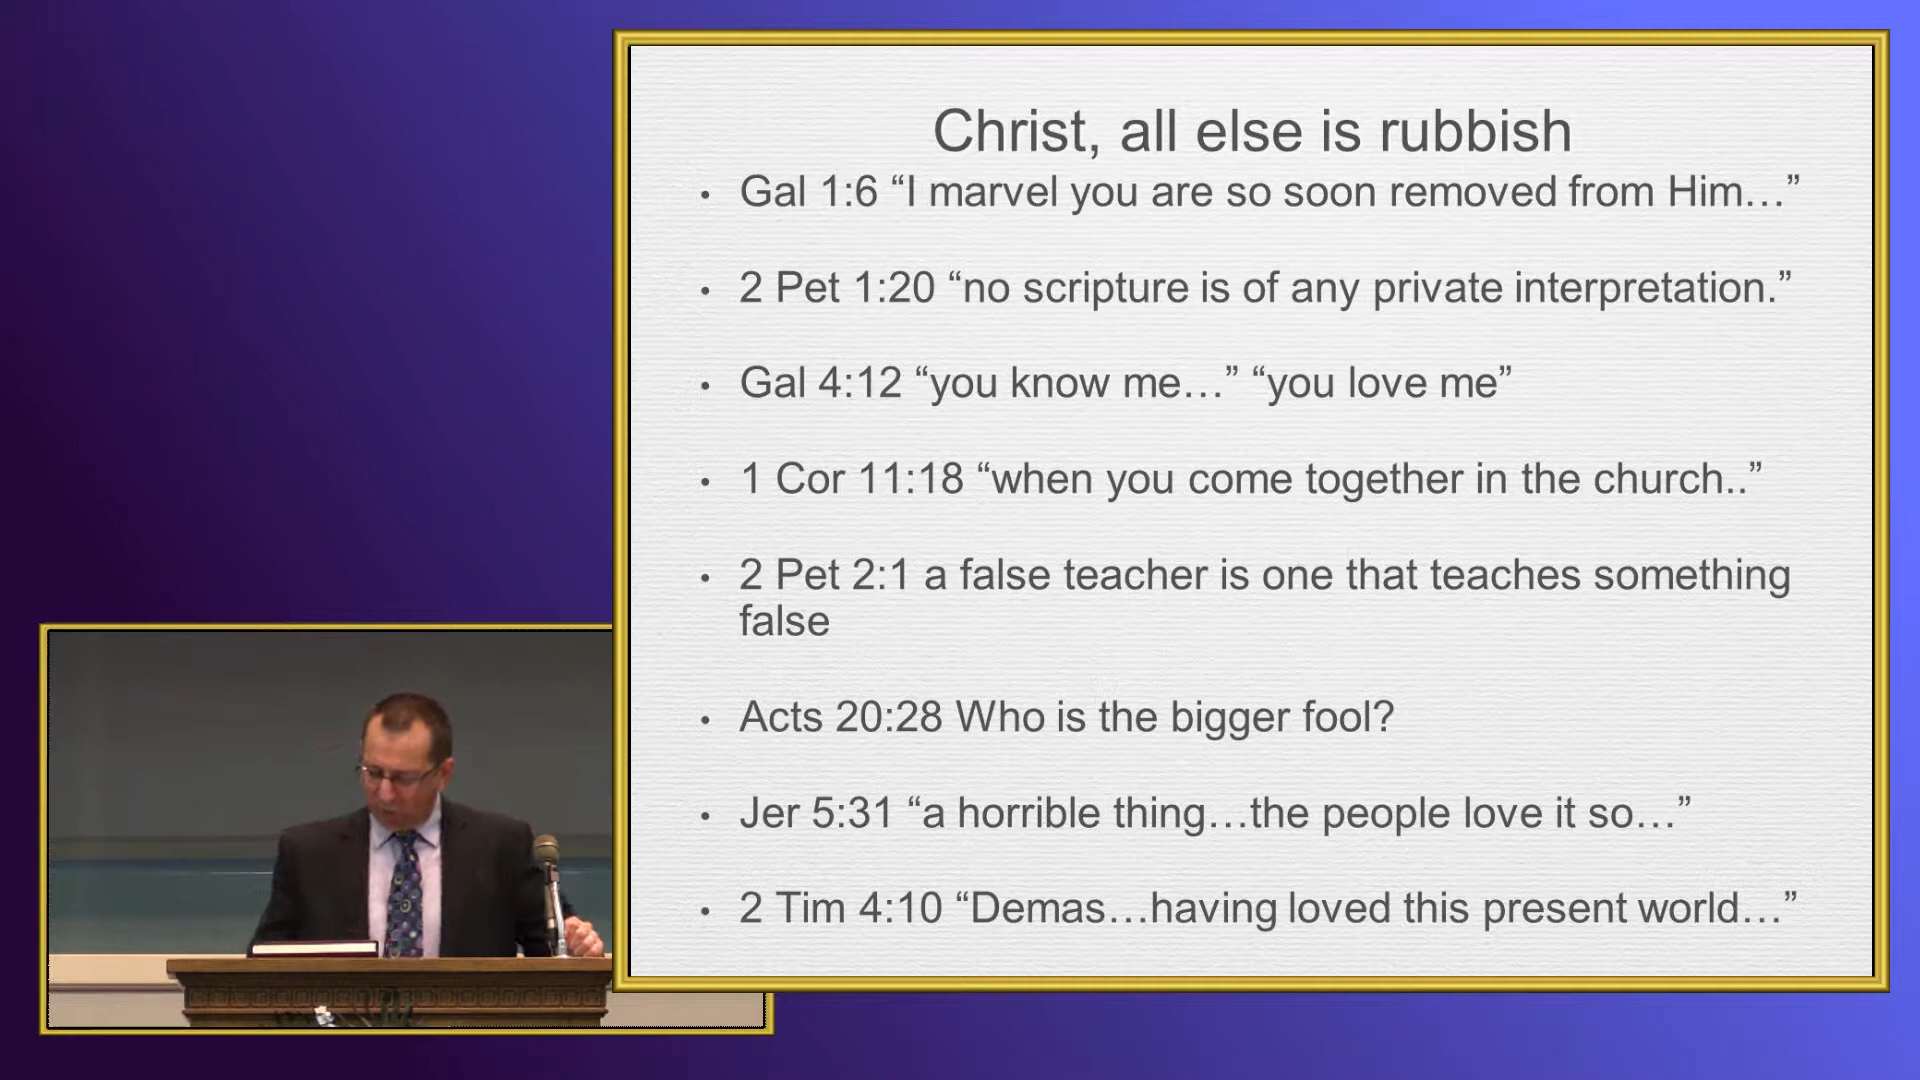 Christ, all else is rubbish
• Gal 1:6 “I marvel you are so soon removed from Him…”
• 2 Pet 1:20 “no scripture is of any private interpretation.”
• Gal 4:12 “you know me…” “you love me”
• 1 Cor 11:18 “when you come together in the church..”
• 2 Pet 2:1 a false teacher is one that teaches something
false
• Acts 20:28 Who is the bigger fool?
• Jer 5:31 “a horrible thing…the people love it so…”
• 2 Tim 4:10 “Demas…having loved this present world…”